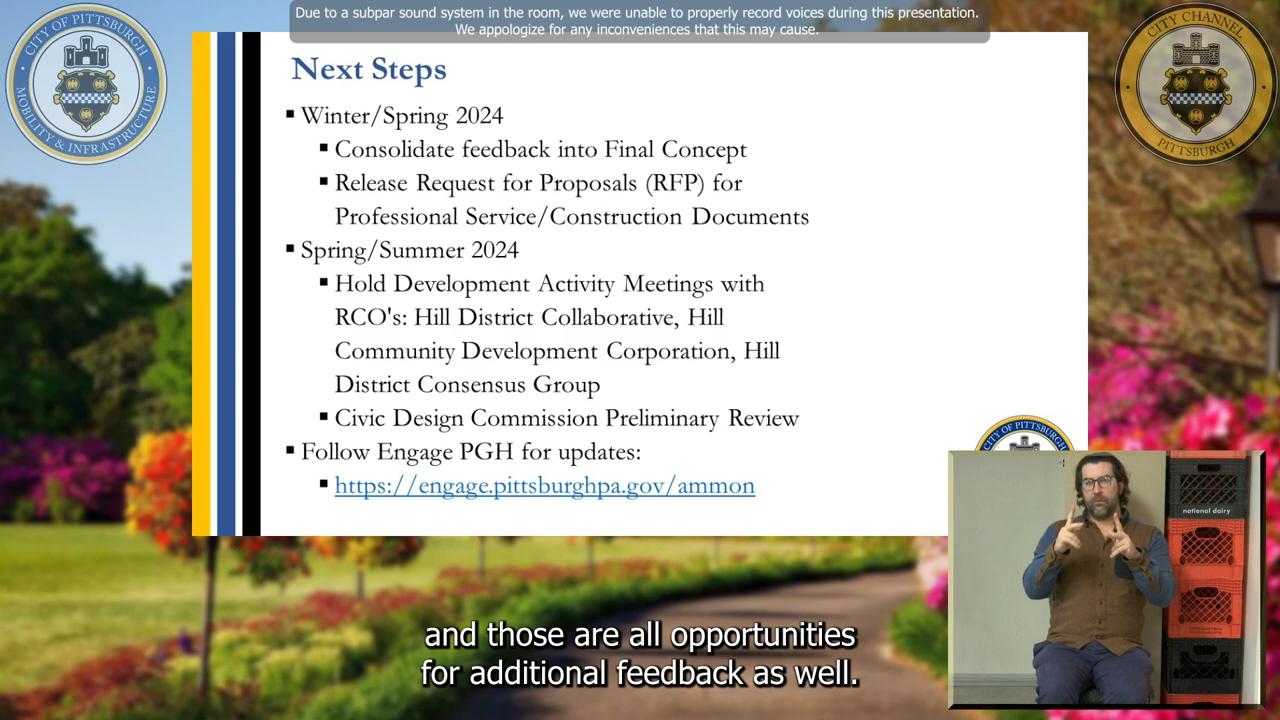 Due to a subpar sound system in the room, we were unable to properly record voices during this presentation.
We appologize for any inconveniences that this may cause.
CITY OF PITTSBURGH
MOBILITY & INFRASTRUCTURE
CITY CHANNEL
PITTSBURGH
Next Steps
▪ Winter/Spring 2024
▪ Consolidate feedback into Final Concept
▪ Release Request for Proposals (RFP) for
Professional Service/Construction Documents
▪ Spring/Summer 2024
▪ Hold Development Activity Meetings with
RCO's: Hill District Collaborative, Hill
Community Development Corporation, Hill
District Consensus Group
▪ Civic Design Commission Preliminary Review
▪ Follow Engage PGH for updates:
▪ https://engage.pittsburghpa.gov/ammon
CITY OF PITTSBURGH
national dairy
and those are all opportunities
for additional feedback as well.